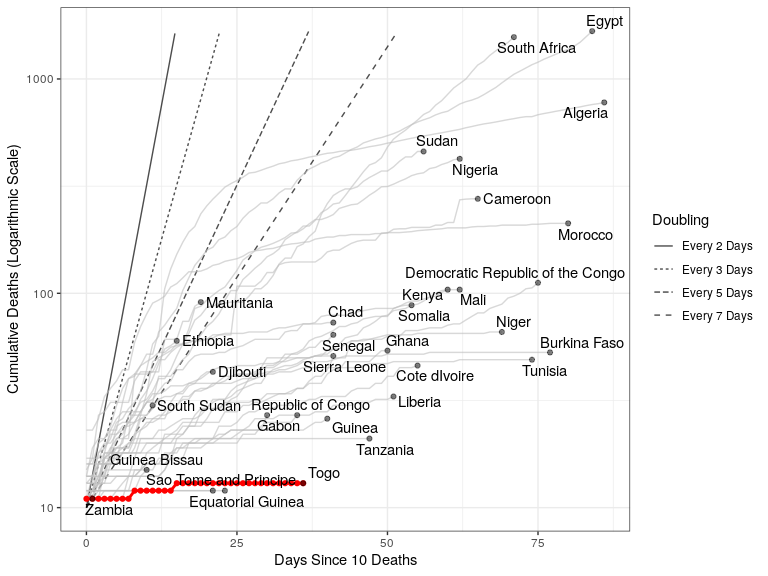 Egypt
South Africa
Algeria
Sudan
Nigeria
Cameroon
Morocco
Democratic Republic of the Congo
Kenya
Mali
Somalia
Mauritania
Chad
Niger
Ethiopia
Senegal
Ghana
Burkina Faso
Sierra Leone
Tunisia
Djibouti
Cote dIvoire
South Sudan
Republic of Congo
Liberia
Gabon
Guinea
Tanzania
Guinea Bissau
Togo
Sao Tome and Principe
Equatorial Guinea
Zambia
1000
100
10
0
25
50
75
Days Since 10 Deaths
Cumulative Deaths (Logarithmic Scale)
Doubling
Every 2 Days
Every 3 Days
Every 5 Days
Every 7 Days